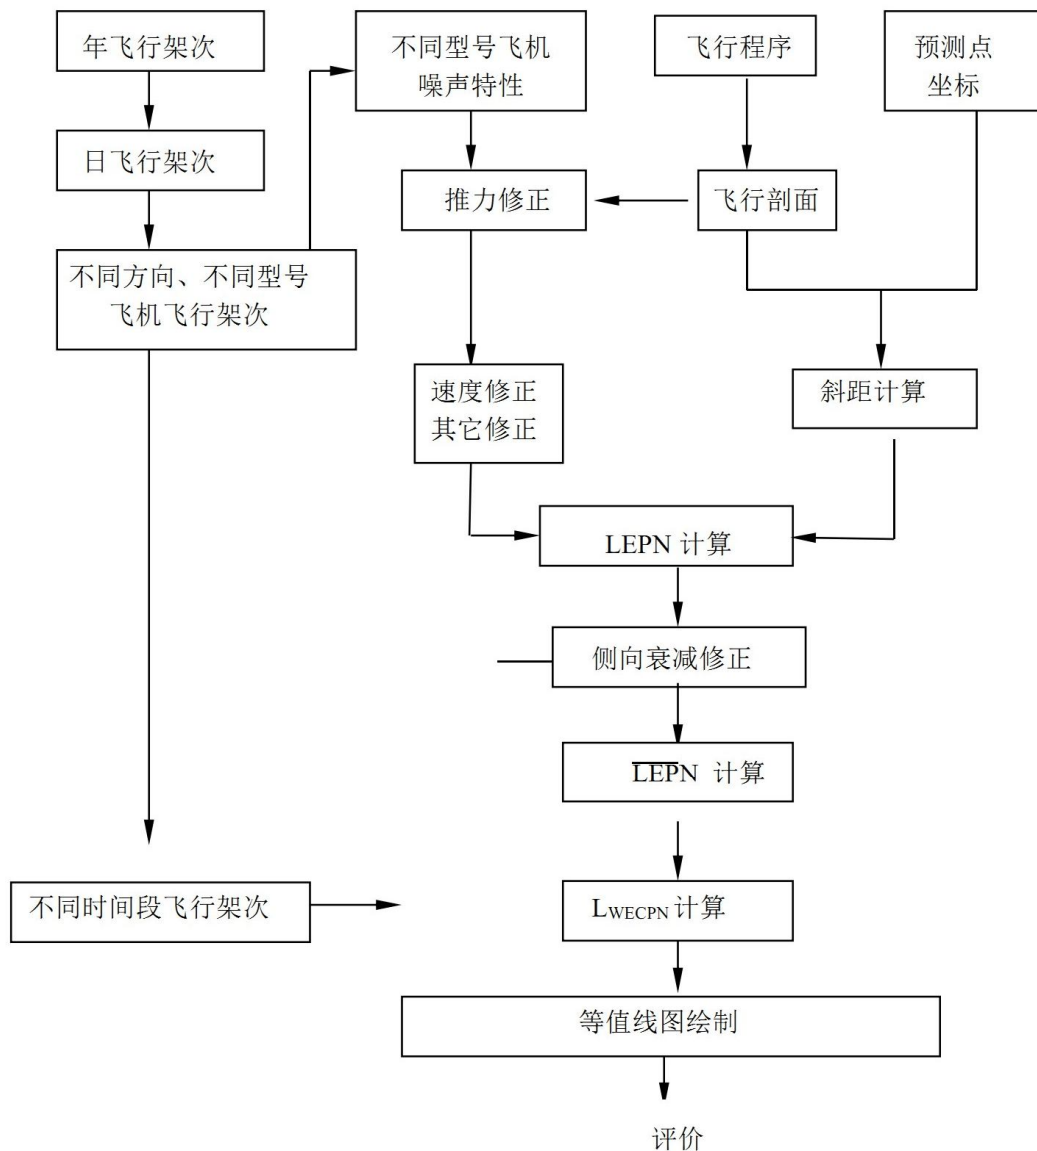 年飞行架次
不同型号飞机
噪声特性
飞行程序
预测点
坐标
日飞行架次
推力修正
飞行剖面
不同方向、不同型号
飞机飞行架次
速度修正
其它修正
斜距计算
LEPN 计算
侧向衰减修正
LEPN 计算
不同时间段飞行架次
LWECPN 计算
等值线图绘制
评价